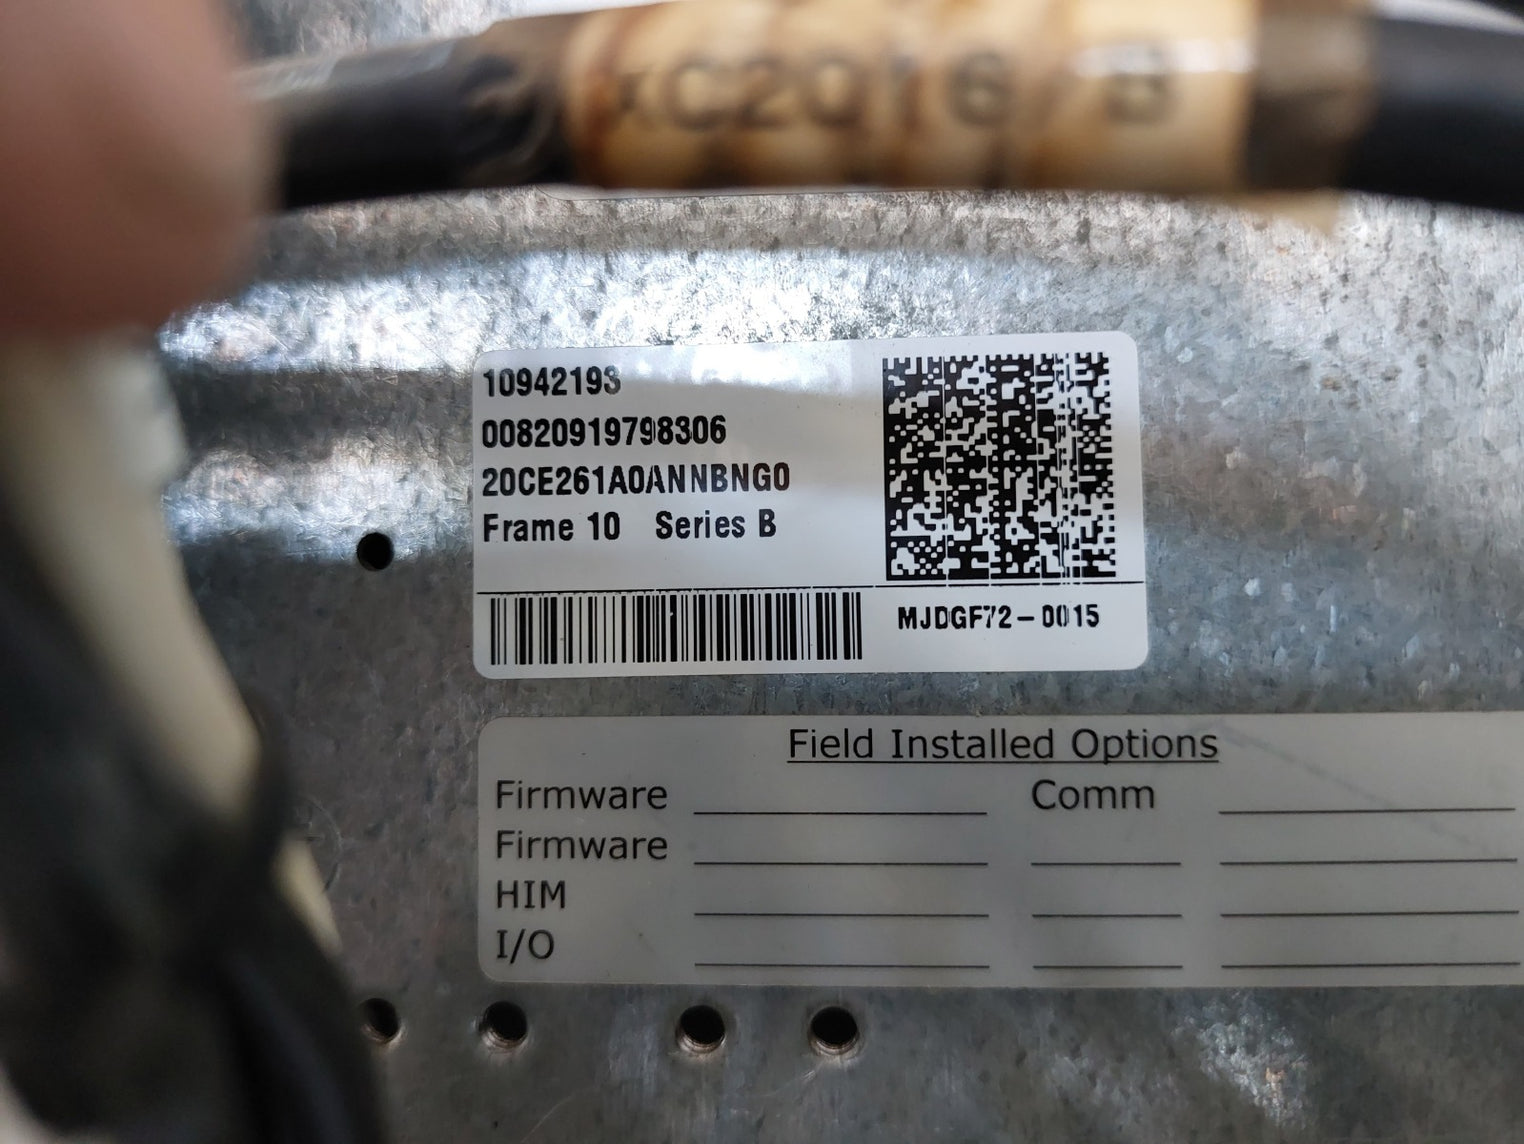 10942193
00820919798306
20CE261A0ANNBNG0
Frame 10 Series B
MJDGF72-0015
Field Installed Options
Firmware Comm
Firmware
HIM
I/O